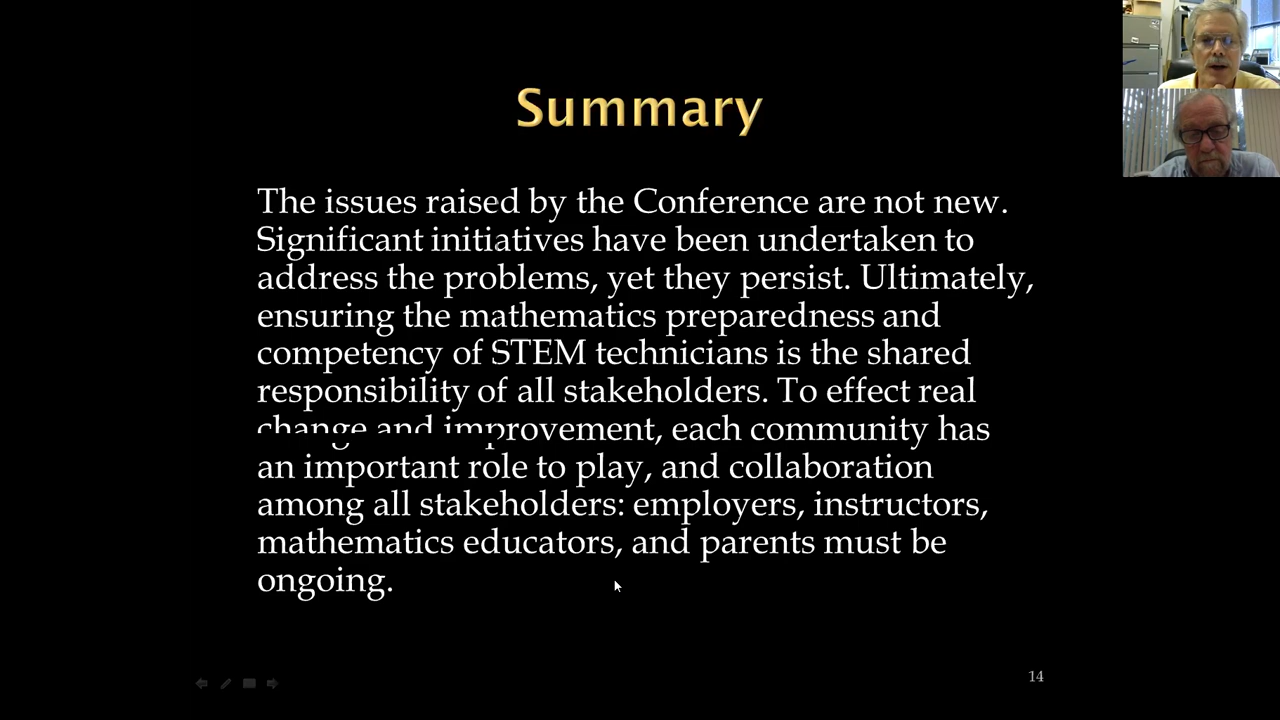 Summary
The issues raised by the Conference are not new.
Significant initiatives have been undertaken to
address the problems, yet they persist. Ultimately,
ensuring the mathematics preparedness and
competency of STEM technicians is the shared
responsibility of all stakeholders. To effect real
change and improvement, each community has
an important role to play, and collaboration
among all stakeholders: employers, instructors,
mathematics educators, and parents must be
ongoing.
14